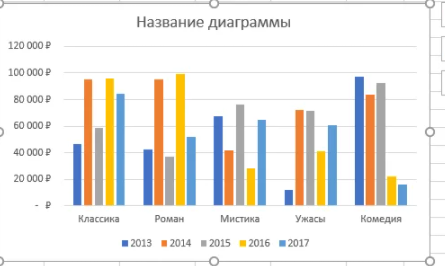 Название диаграммы
120 000 ₽
100 000 ₽
80 000 ₽
60 000 ₽
40 000 ₽
20 000 ₽
- ₽
Классика Роман Мистика Ужасы Комедия
2013 2014 2015 2016 2017